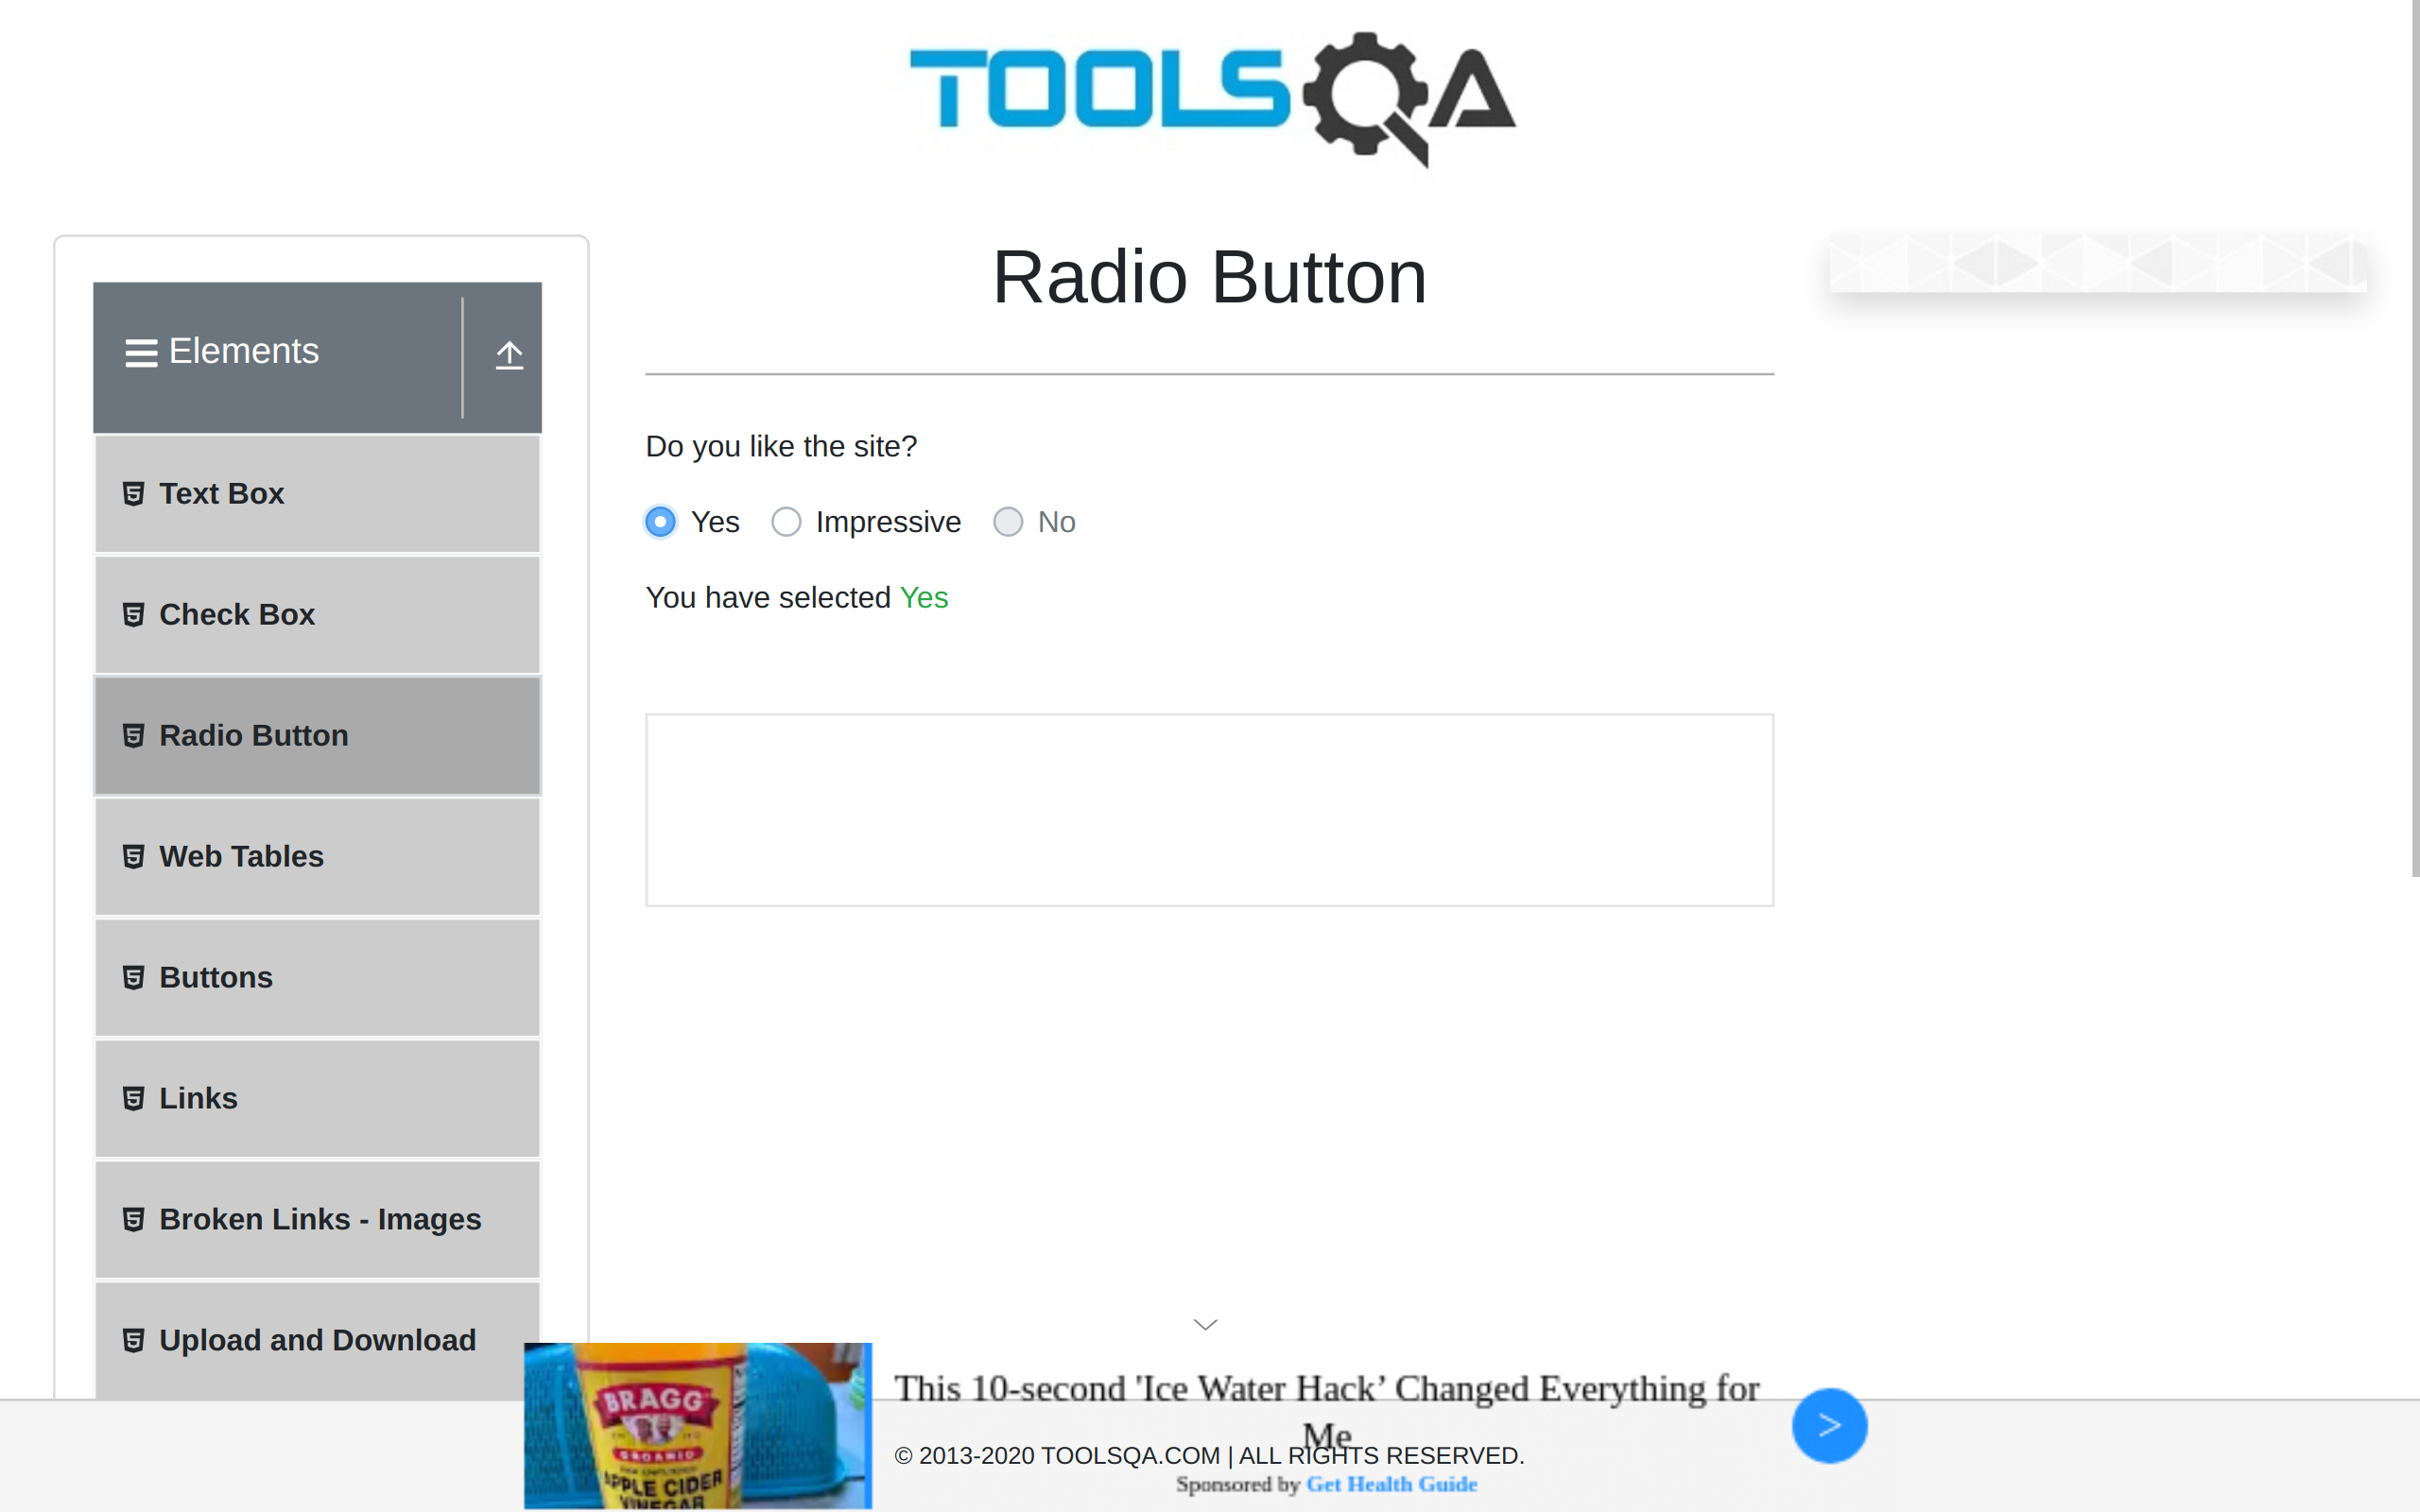 TOOLSQA
Radio Button
Elements
Text Box
Check Box
Radio Button
Web Tables
Buttons
Links
Broken Links - Images
Upload and Download
Do you like the site?
Yes Impressive No
You have selected Yes
BRAGG
ORGANIC
APPLE CIDER
VINEGAR
This 10-second 'Ice Water Hack’ Changed Everything for
Me
© 2013-2020 TOOLSQA.COM | ALL RIGHTS RESERVED.
Sponsored by Get Health Guide
>